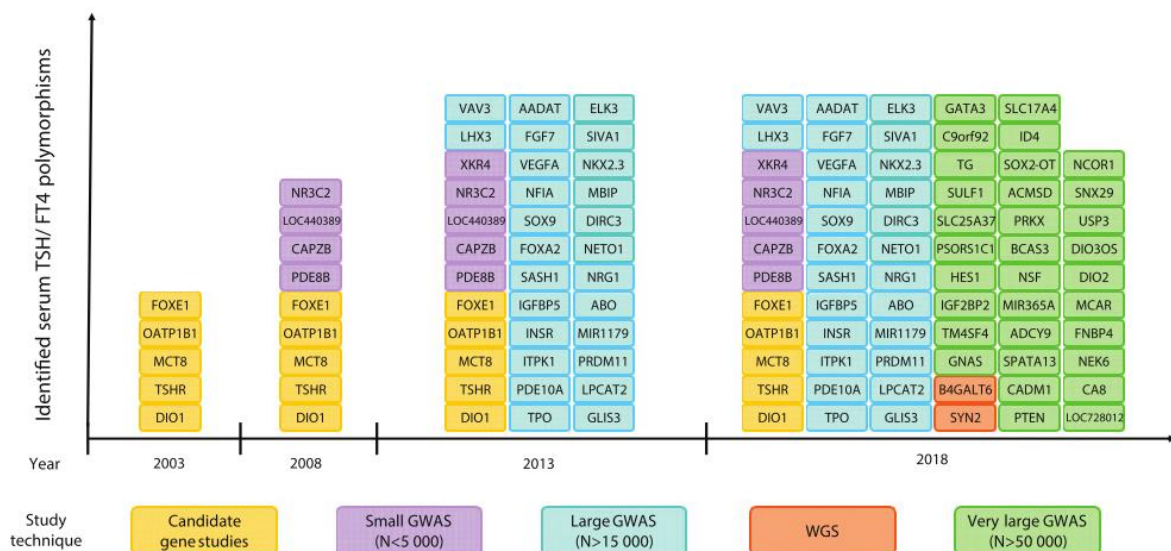 Identified serum TSH/ FT4 polymorphisms
FOXE1
OATP1B1
MCT8
TSHR
DIO1
NR3C2
LOC440389
CAPZB
PDE8B
FOXE1
OATP1B1
MCT8
TSHR
DIO1
VAV3 AADAT ELK3
LHX3 FGF7 SIVA1
XKR4 VEGFA NKX2.3
NR3C2 NFIA MBIP
LOC440389 SOX9 DIRC3
CAPZB FOXA2 NETO1
PDE8B SASH1 NRG1
FOXE1 IGFBP5 ABO
OATP1B1 INSR MIR1179
MCT8 ITPK1 PRDM11
TSHR PDE10A LPCAT2
DIO1 TPO GLIS3
VAV3 AADAT ELK3 GATA3 SLC17A4
LHX3 FGF7 SIVA1 C9orf92 ID4
XKR4 VEGFA NKX2.3 TG SOX2-OT NCOR1
NR3C2 NFIA MBIP SULF1 ACMSD SNX29
LOC440389 SOX9 DIRC3 SLC25A37 PRKX USP3
CAPZB FOXA2 NETO1 PSORS1C1 BCAS3 DIO3OS
PDE8B SASH1 NRG1 HES1 NSF DIO2
FOXE1 IGFBP5 ABO IGF2BP2 MIR365A MCAR
OATP1B1 INSR MIR1179 TM4SF4 ADCY9 FNBP4
MCT8 ITPK1 PRDM11 GNAS SPATA13 NEK6
TSHR PDE10A LPCAT2 B4GALT6 CADM1 CA8
DIO1 TPO GLIS3 SYN2 PTEN LOC728012
Year 2003 2008 2013 2018
Study
technique
Candidate
gene studies
Small GWAS
(N<5 000)
Large GWAS
(N>15 000)
WGS
Very large GWAS
(N>50 000)